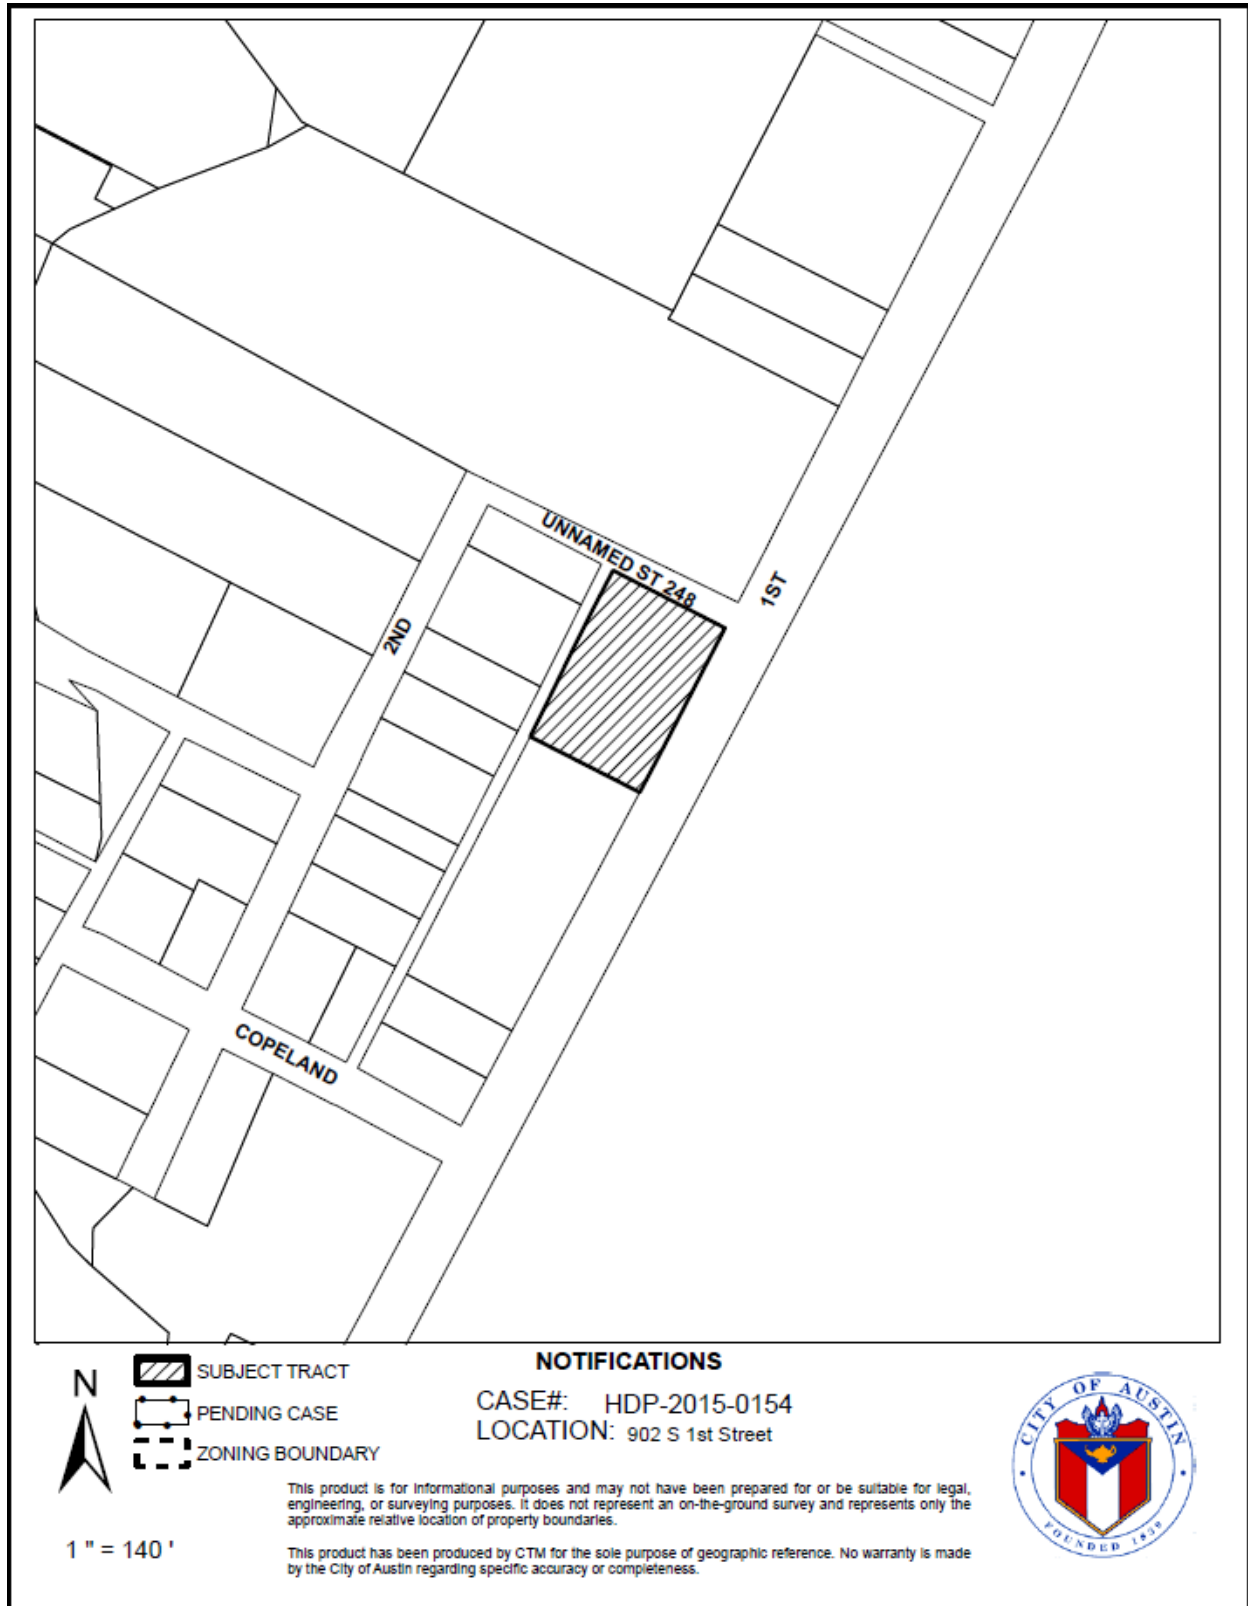 UNNAMED ST 248
1ST
2ND
COPELAND
N
SUBJECT TRACT
PENDING CASE
ZONING BOUNDARY
1 " = 140 '
NOTIFICATIONS
CASE#: HDP-2015-0154
LOCATION: 902 S 1st Street
This product is for informational purposes and may not have been prepared for or be suitable for legal,
engineering, or surveying purposes. It does not represent an on-the-ground survey and represents only the
approximate relative location of property boundaries.
This product has been produced by CTM for the sole purpose of geographic reference. No warranty is made
by the City of Austin regarding specific accuracy or completeness.
CITY OF AUSTIN
FOUNDED 1839